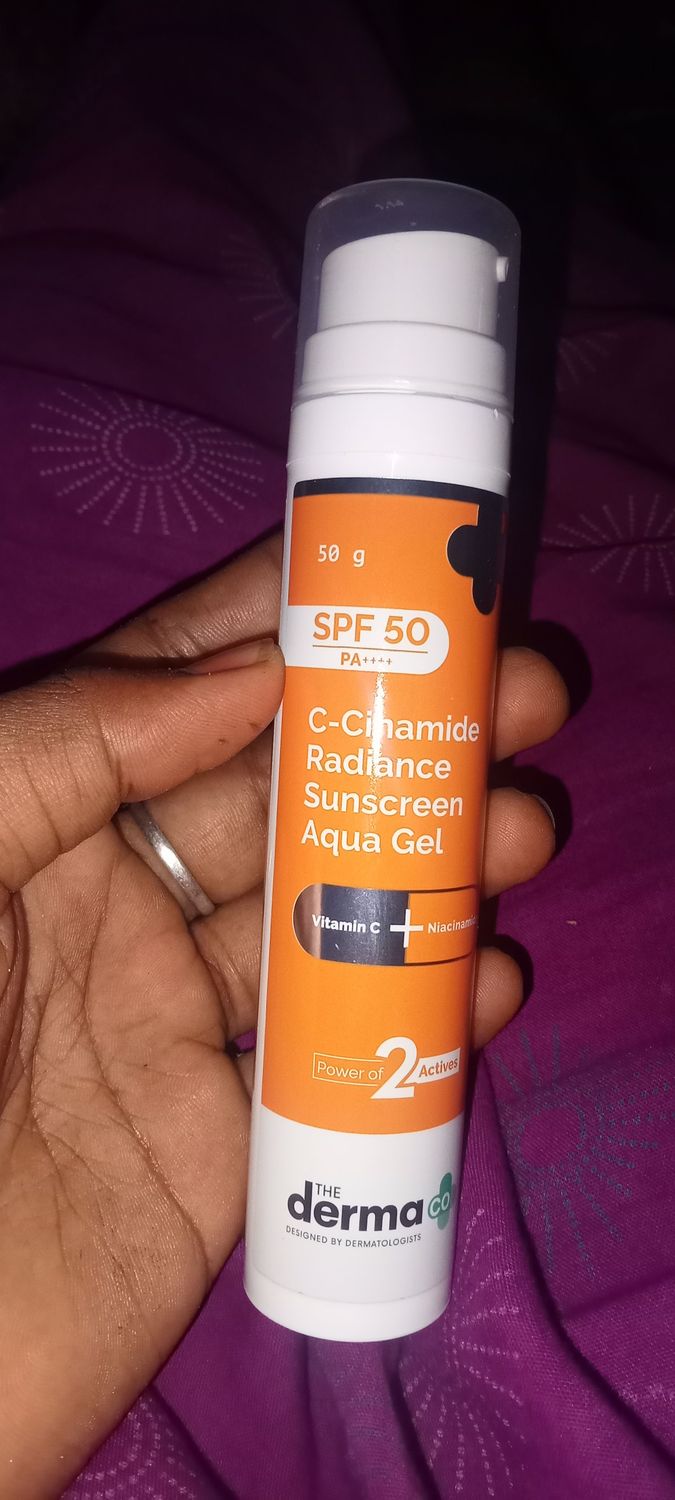 50 g
SPF 50
PA++++
C-Cinamide
Radiance
Sunscreen
Aqua Gel
Vitamin C +
Power of 2 Actives
THE
derma co
DESIGNED BY DERMATOLOGISTS